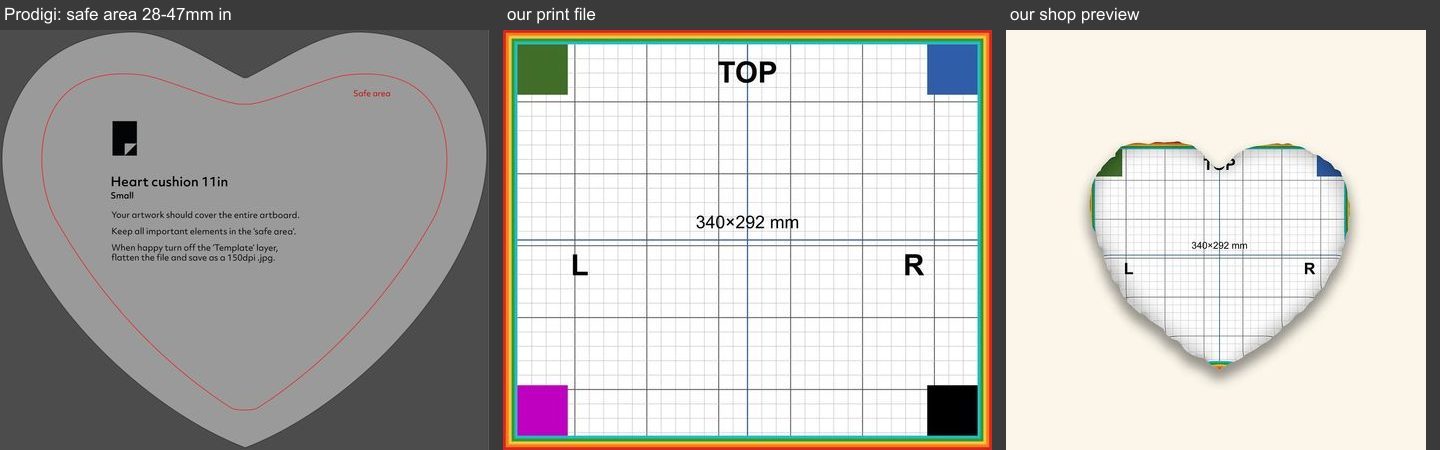 Prodigi: safe area 28-47mm in
our print file
our shop preview
Safe area
Heart cushion 11in
Small
Your artwork should cover the entire artboard.
Keep all important elements in the 'safe area'.
When happy turn off the 'Template' layer,
flatten the file and save as a 150dpi .jpg.
TOP
340×292 mm
L
R
TOP
340×292 mm
L
R